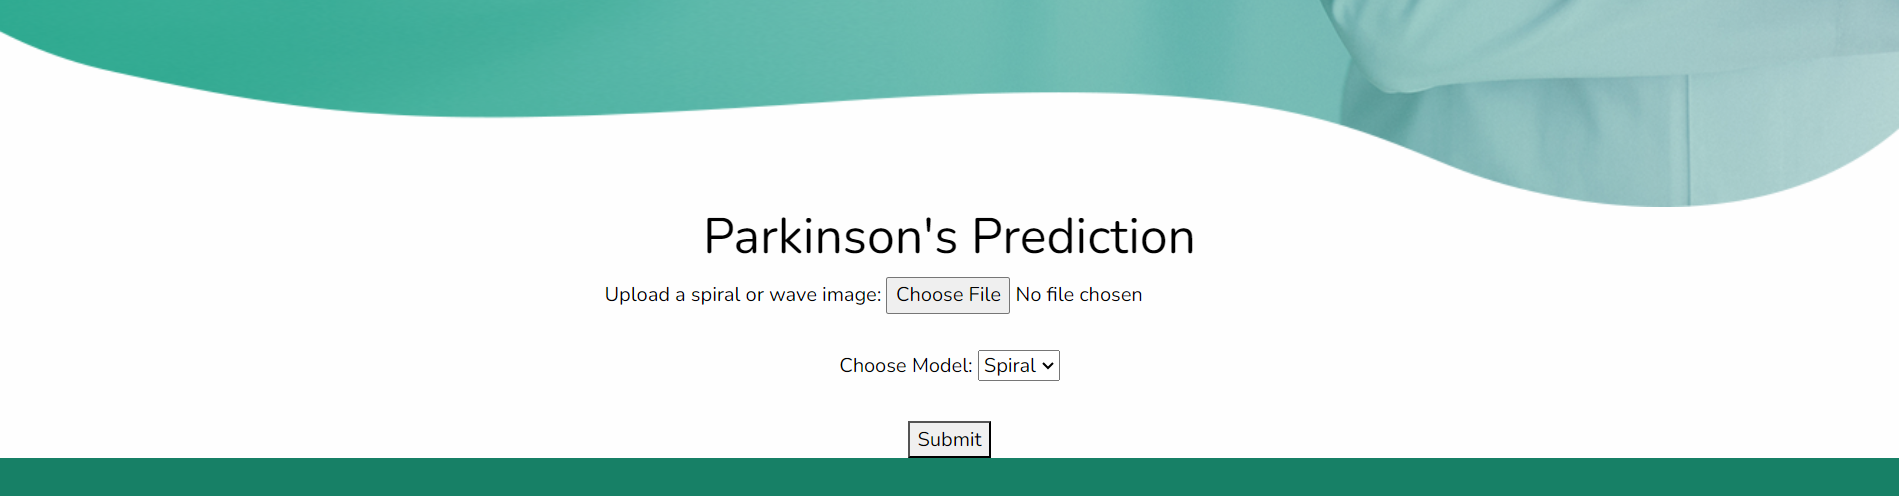 Parkinson's Prediction
Upload a spiral or wave image: Choose File No file chosen
Choose Model: Spiral
Submit